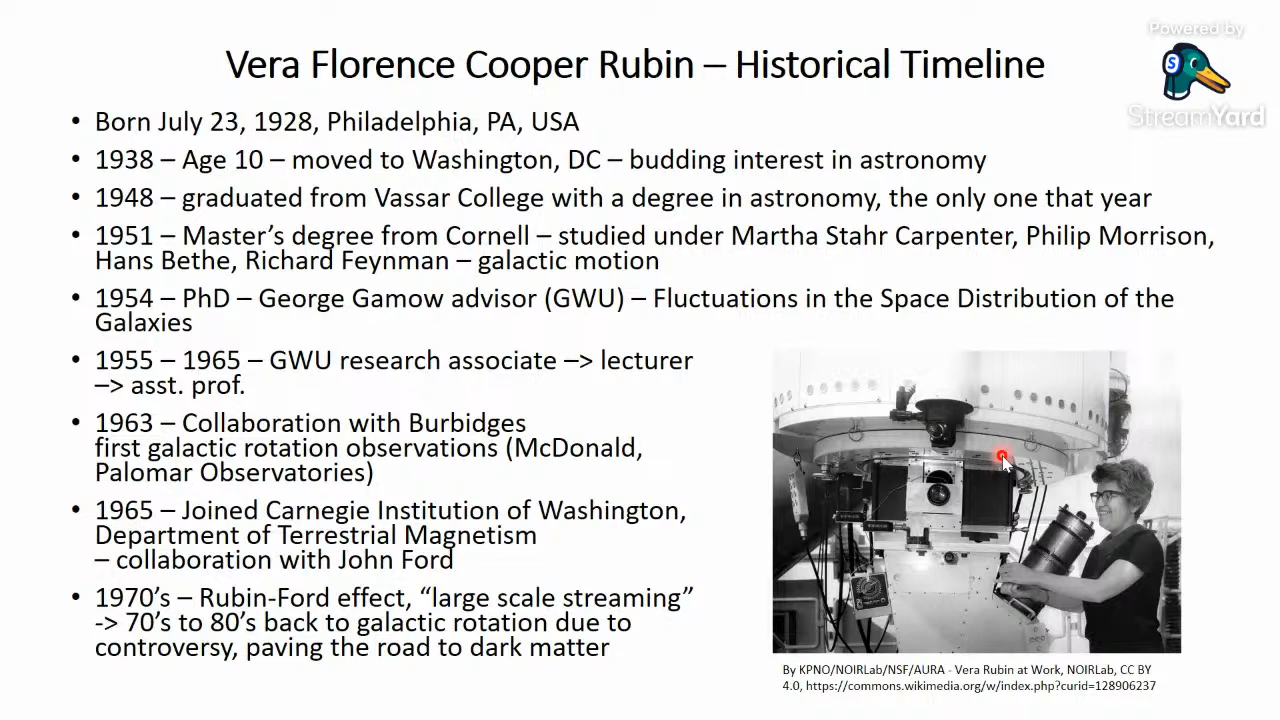 Powered by
StreamYard
Vera Florence Cooper Rubin – Historical Timeline
• Born July 23, 1928, Philadelphia, PA, USA
• 1938 – Age 10 – moved to Washington, DC – budding interest in astronomy
• 1948 – graduated from Vassar College with a degree in astronomy, the only one that year
• 1951 – Master’s degree from Cornell – studied under Martha Stahr Carpenter, Philip Morrison,
Hans Bethe, Richard Feynman – galactic motion
• 1954 – PhD – George Gamow advisor (GWU) – Fluctuations in the Space Distribution of the
Galaxies
• 1955 – 1965 – GWU research associate –> lecturer
–> asst. prof.
• 1963 – Collaboration with Burbidges
first galactic rotation observations (McDonald,
Palomar Observatories)
• 1965 – Joined Carnegie Institution of Washington,
Department of Terrestrial Magnetism
– collaboration with John Ford
• 1970’s – Rubin-Ford effect, “large scale streaming”
-> 70’s to 80’s back to galactic rotation due to
controversy, paving the road to dark matter
By KPNO/NOIRLab/NSF/AURA - Vera Rubin at Work, NOIRLab, CC BY
4.0, https://commons.wikimedia.org/w/index.php?curid=128906237